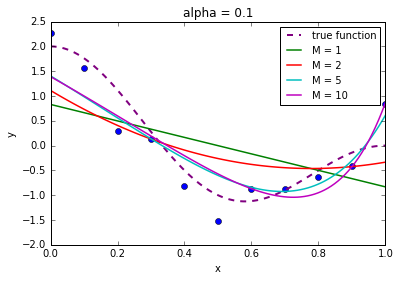 alpha = 0.1
2.5
2.0
1.5
1.0
0.5
0.0
−0.5
−1.0
−1.5
−2.0
y
true function
M = 1
M = 2
M = 5
M = 10
0.0 0.2 0.4 0.6 0.8 1.0
x